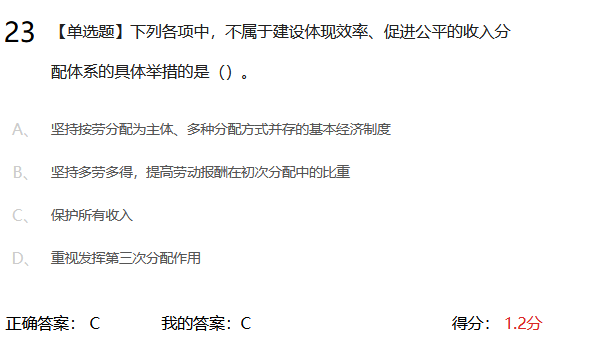 23 【单选题】下列各项中，不属于建设体现效率、促进公平的收入分
配体系的具体举措的是（）。
A、 坚持按劳分配为主体、多种分配方式并存的基本经济制度
B、 坚持多劳多得，提高劳动报酬在初次分配中的比重
C、 保护所有收入
D、 重视发挥第三次分配作用
正确答案： C 我的答案：C 得分： 1.2分